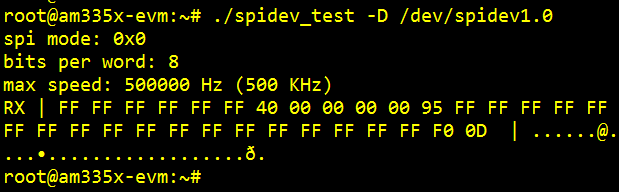 root@am335x-evm:~# ./spidev_test -D /dev/spidev1.0
spi mode: 0x0
bits per word: 8
max speed: 500000 Hz (500 KHz)
RX | FF FF FF FF FF FF 40 00 00 00 00 95 FF FF FF FF FF
FF FF FF FF FF FF FF FF FF FF FF FF FF F0 0D  | ......@.
...•..................ð.
root@am335x-evm:~#